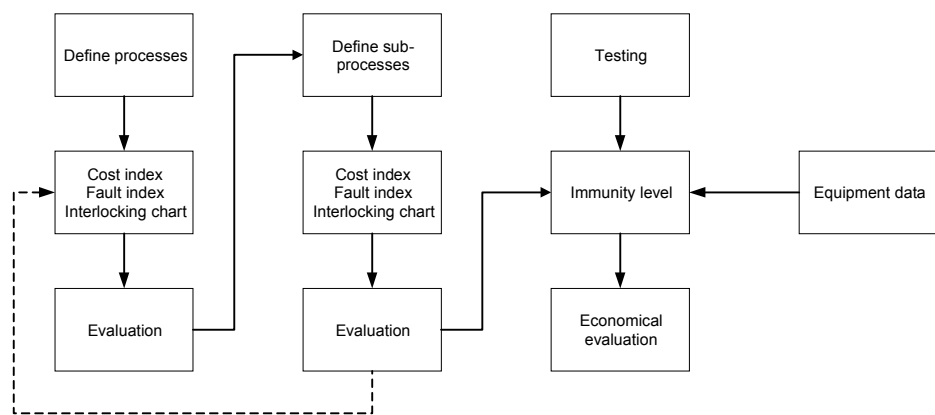 Define processes
Define sub-
processes
Testing
Cost index
Fault index
Interlocking chart
Cost index
Fault index
Interlocking chart
Immunity level
Equipment data
Evaluation
Evaluation
Economical
evaluation